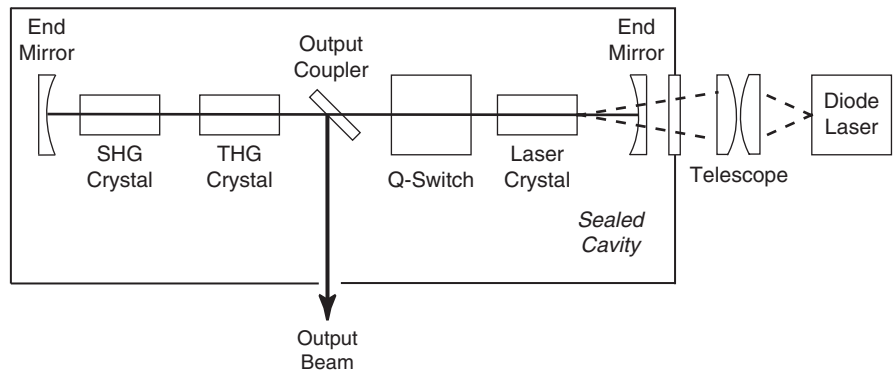 End
Mirror
Output
Coupler
End
Mirror
Diode
Laser
SHG
Crystal
THG
Crystal
Q-Switch
Laser
Crystal
Telescope
Sealed
Cavity
Output
Beam